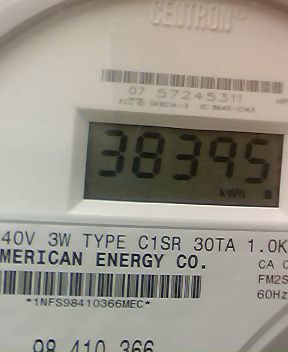 CENTRON®
07 57245311
38395
kWh
40V 3W TYPE C1SR 30TA 1.0K
MERICAN ENERGY CO.
CA 0
FM2S
60Hz
*1NFS98410366MEC*
98 410 366